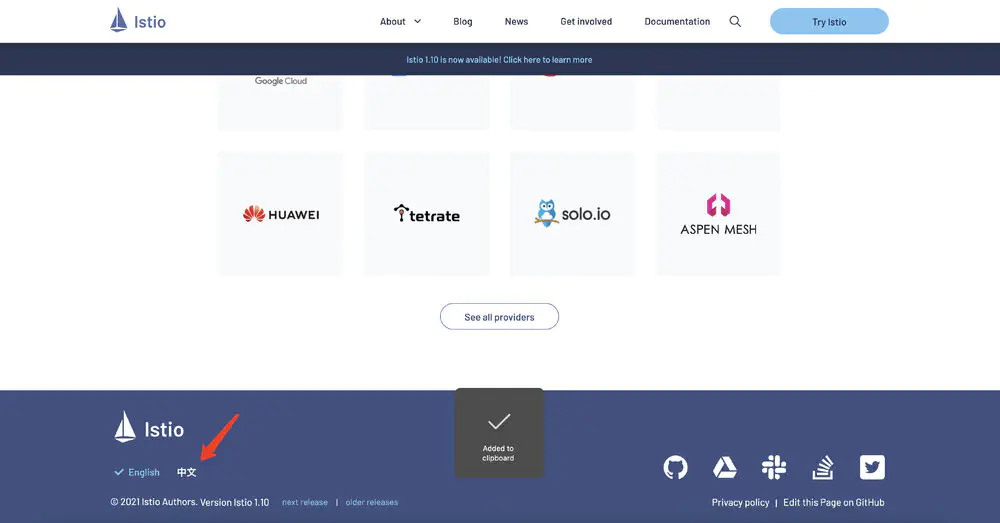 Istio
About
Blog
News
Get involved
Documentation
Try Istio
Istio 1.10 is now available! Click here to learn more
Google Cloud
HUAWEI
tetrate
solo.io
ASPEN MESH
See all providers
Istio
Added to
clipboard
English
中文
© 2021 Istio Authors. Version Istio 1.10
next release | older releases
Privacy policy | Edit this Page on GitHub